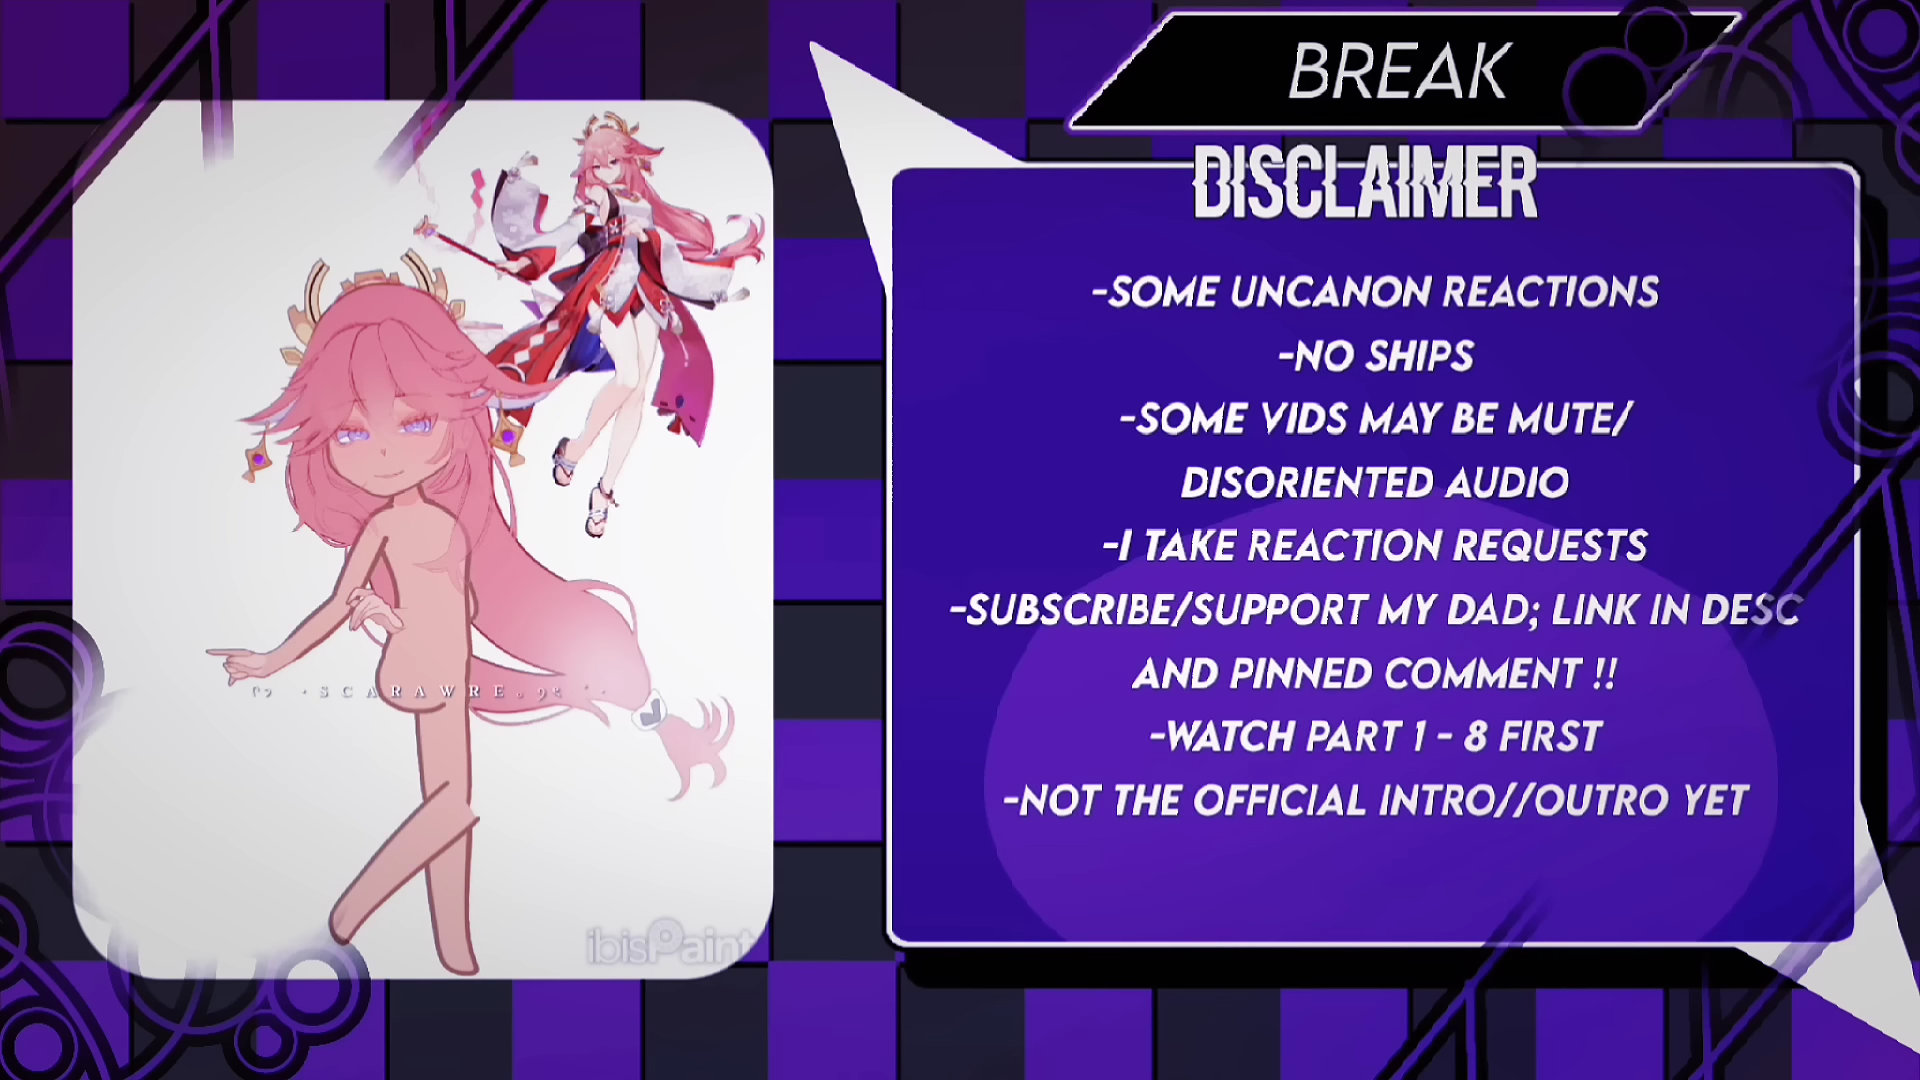 BREAK
DISCLAIMER
-SOME UNCANON REACTIONS
-NO SHIPS
-SOME VIDS MAY BE MUTE/
DISORIENTED AUDIO
-I TAKE REACTION REQUESTS
-SUBSCRIBE/SUPPORT MY DAD; LINK IN DESC
AND PINNED COMMENT !!
-WATCH PART 1 - 8 FIRST
-NOT THE OFFICIAL INTRO//OUTRO YET
SCARAWRE
ibisPaint